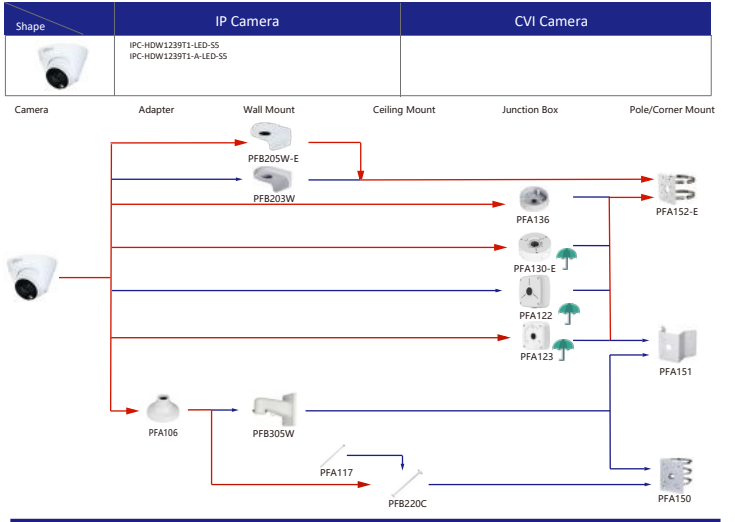 Shape
IP Camera
CVI Camera
IPC-HDW1239T1-LED-S5
IPC-HDW1239T1-A-LED-S5
Camera
Adapter
Wall Mount
Ceiling Mount
Junction Box
Pole/Corner Mount
PFB205W-E
PFB203W
PFA152-E
PFA136
PFA130-E
PFA122
PFA123
PFA151
PFA106
PFB305W
PFA117
PFB220C
PFA150